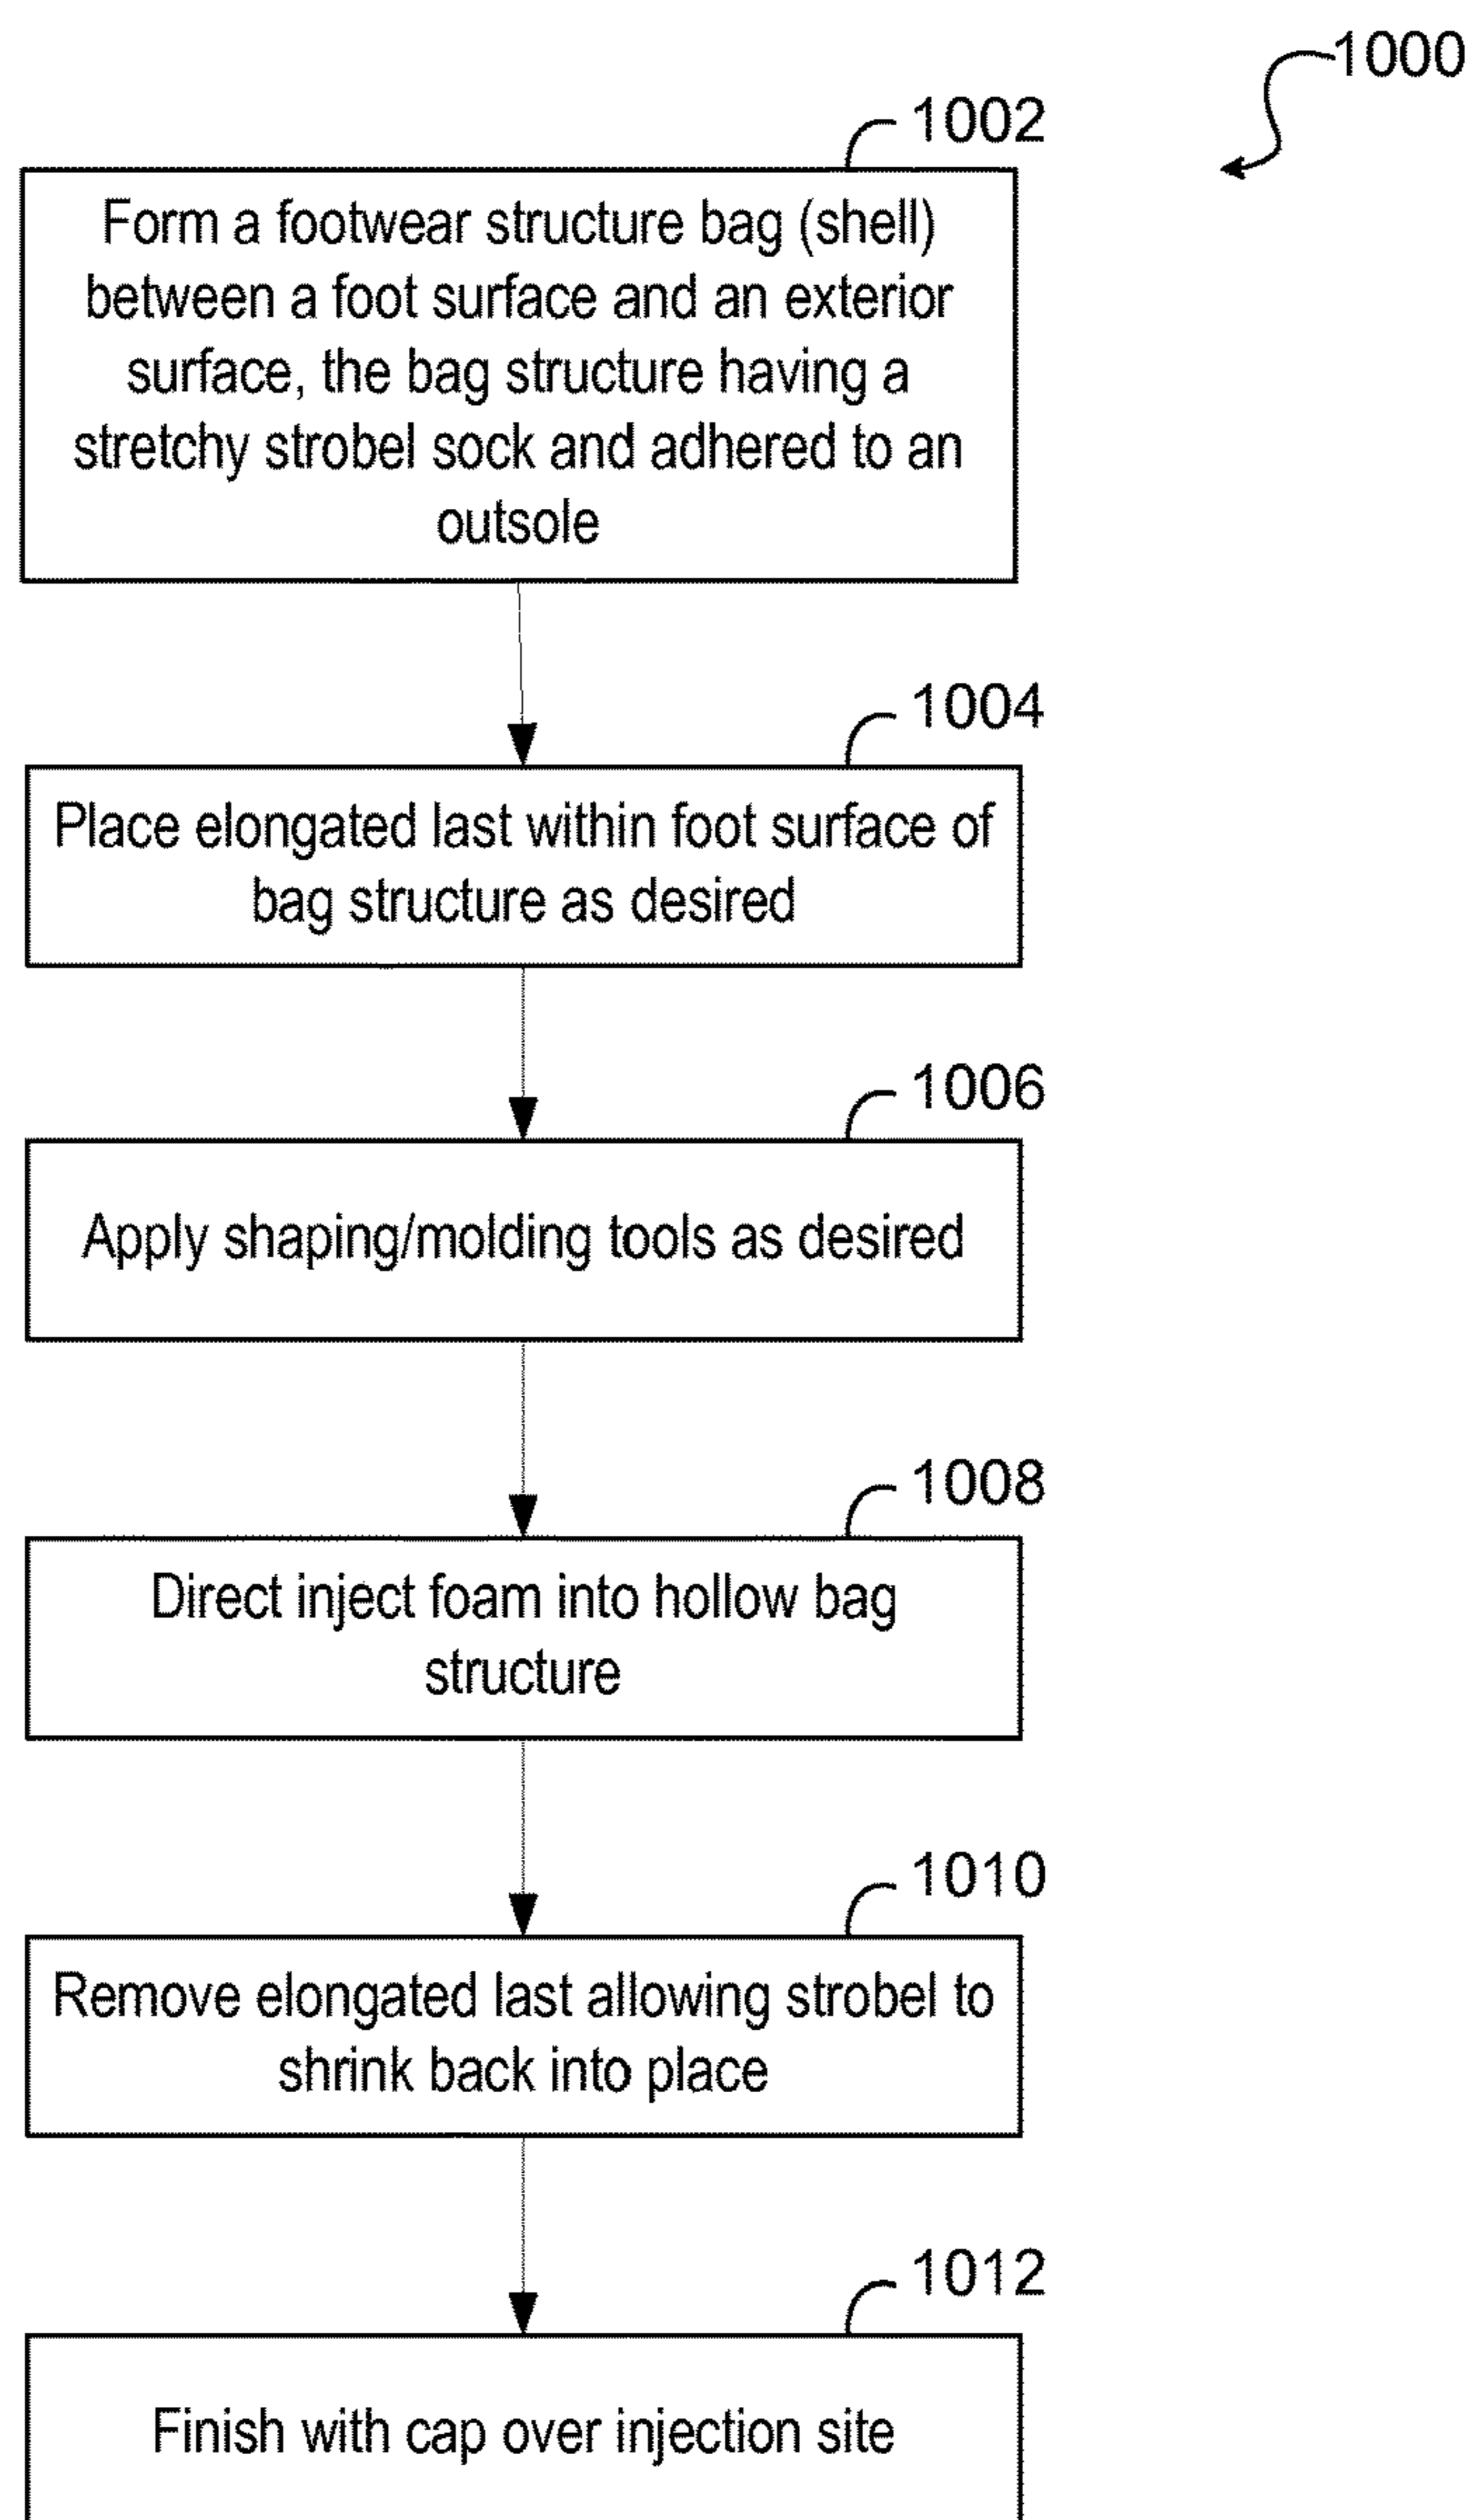 1000
1002
Form a footwear structure bag (shell)
between a foot surface and an exterior
surface, the bag structure having a
stretchy strobel sock and adhered to an
outsole
1004
Place elongated last within foot surface of
bag structure as desired
1006
Apply shaping/molding tools as desired
1008
Direct inject foam into hollow bag
structure
1010
Remove elongated last allowing strobel to
shrink back into place
1012
Finish with cap over injection site